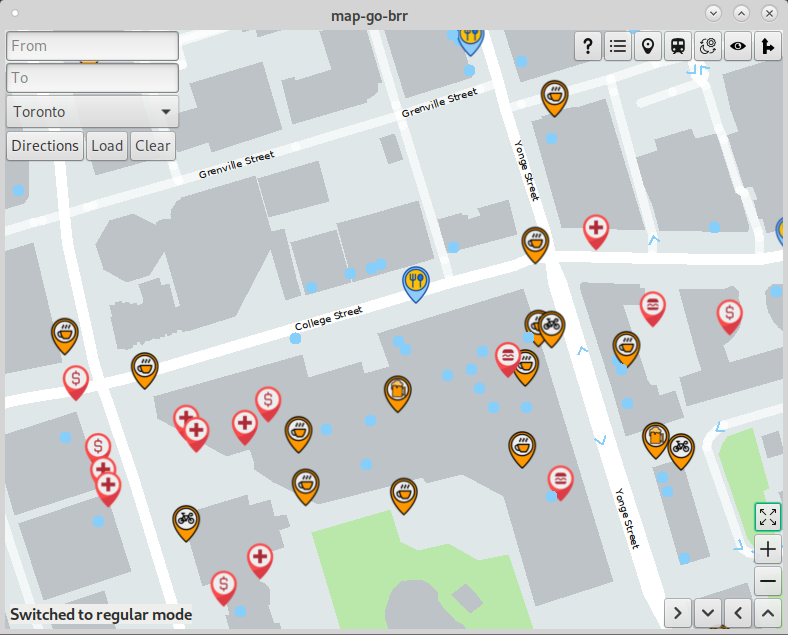 map-go-brr
From
To
Toronto
Directions
Load
Clear
?
Grenville Street
Grenville Street
Yonge Street
College Street
Yonge Street
$
$
$
$
$
Switched to regular mode